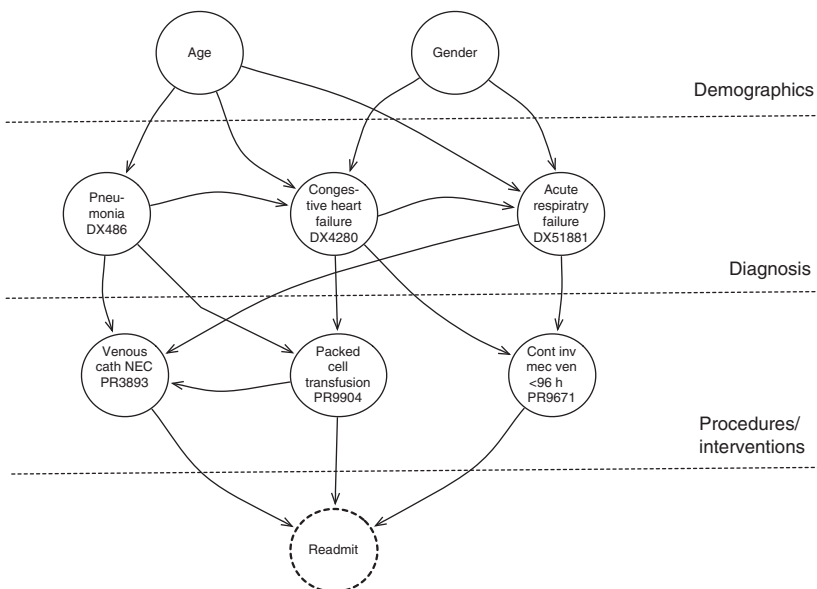 Age
Gender
Demographics
Pneu-
monia
DX486
Conges-
tive heart
failure
DX4280
Acute
respiratry
failure
DX51881
Diagnosis
Venous
cath NEC
PR3893
Packed
cell
transfusion
PR9904
Cont inv
mec ven
<96 h
PR9671
Procedures/
interventions
Readmit